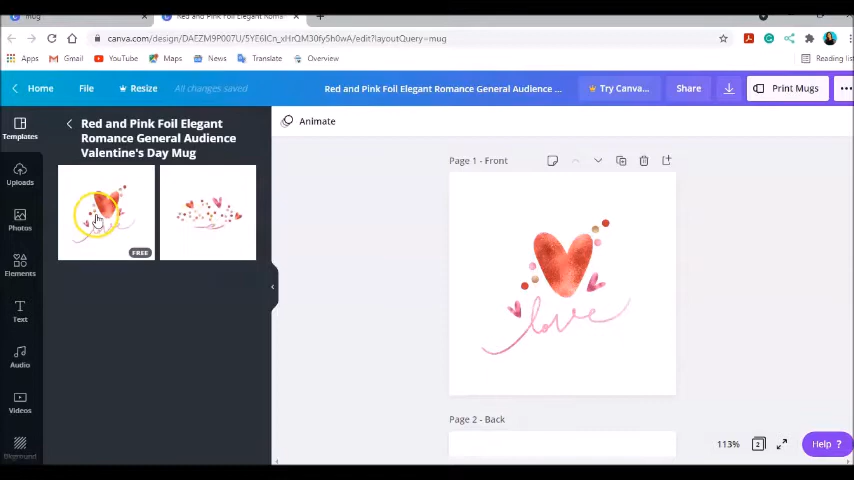 mug
Red and Pink Foil Elegant Roma
canva.com/design/DAEZM9P007U/5YE6ICn_xHrQM30fy5h0wA/edit?layoutQuery=mug
Apps
Gmail
YouTube
Maps
News
Translate
Overview
Reading list
Home
File
Resize
All changes saved
Red and Pink Foil Elegant Romance General Audience ...
Try Canva...
Share
Print Mugs
Templates
Uploads
Photos
Elements
Text
Audio
Videos
Bkground
Red and Pink Foil Elegant
Romance General Audience
Valentine's Day Mug
love
FREE
Animate
Page 1 - Front
love
Page 2 - Back
113%
2
Help ?